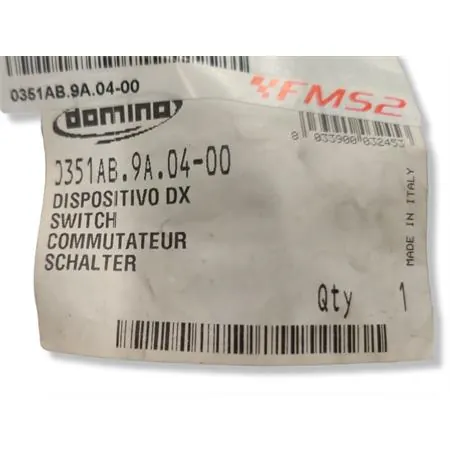 0351AB.9A.04-00
FMS2
domino
8 033900 032453
0351AB.9A.04-00
DISPOSITIVO DX
SWITCH
COMMUTATEUR
SCHALTER
MADE IN ITALY
Qty 1